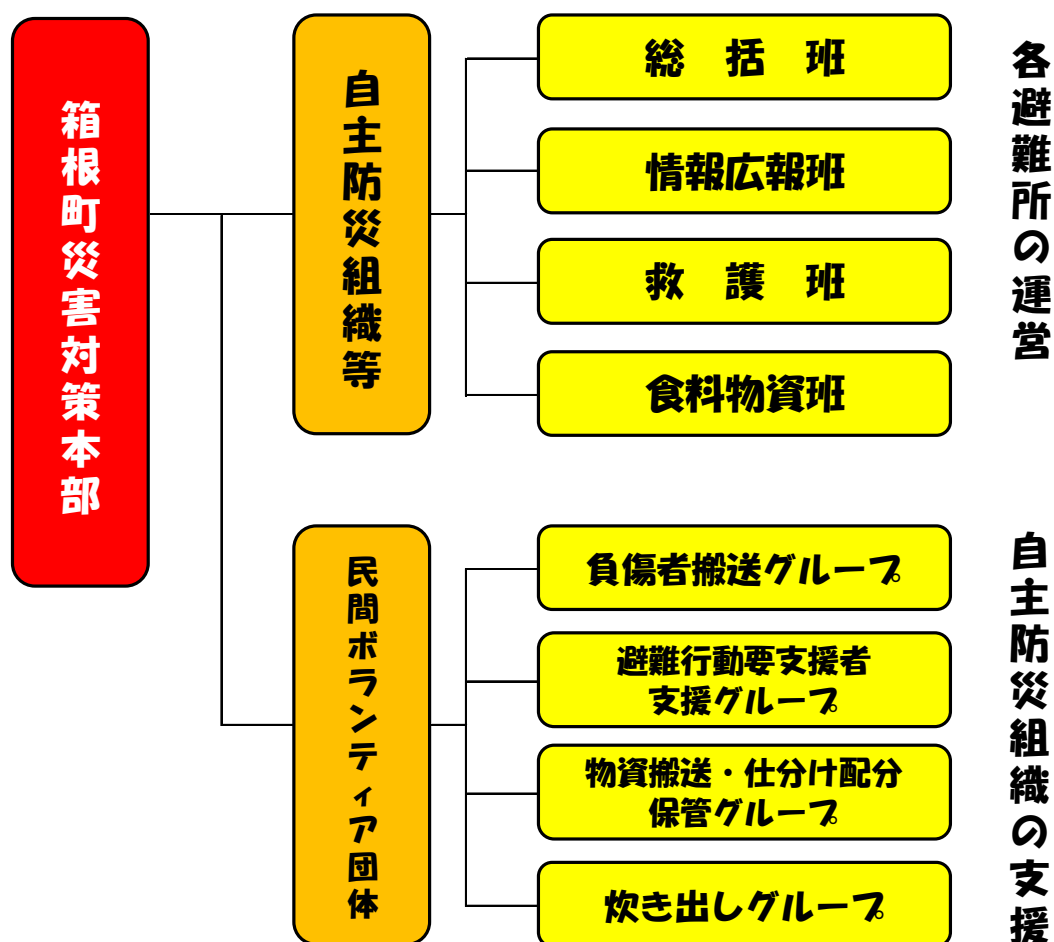 箱根町災害対策本部
自主防災組織等
総括班
情報広報班
救護班
食料物資班
各避難所の運営
民間ボランティア団体
負傷者搬送グループ
避難行動要支援者
支援グループ
物資搬送・仕分け配分
保管グループ
炊き出しグループ
自主防災組織の支援